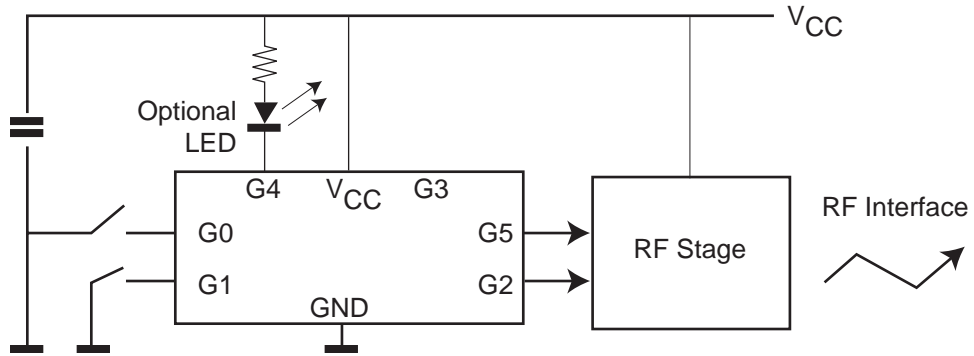 VCC
Optional
LED
G4
VCC
G3
RF Interface
G0
G5
RF Stage
G1
G2
GND